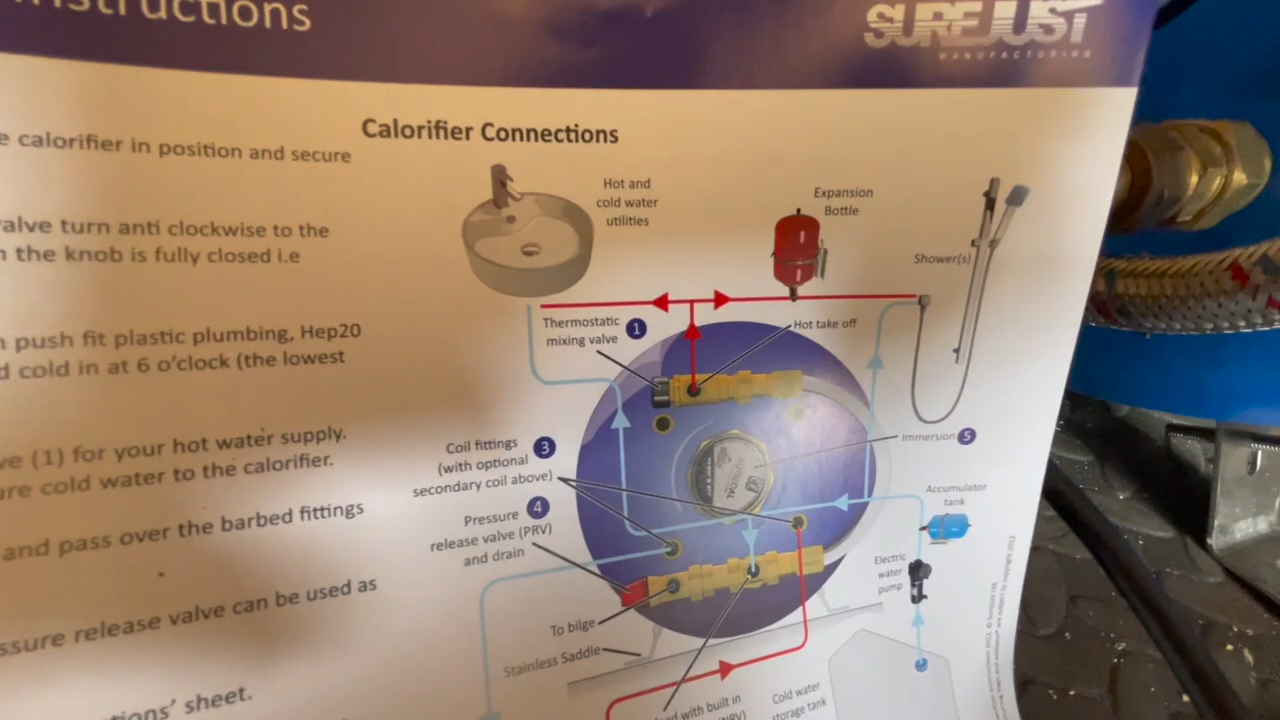 nstructions
SUREJUST
MANUFACTURING
e calorifier in position and secure
valve turn anti clockwise to the
the knob is fully closed i.e
push fit plastic plumbing, Hep20
d cold in at 6 o'clock (the lowest
ve (1) for your hot water supply.
ure cold water to the calorifier.
and pass over the barbed fittings
ssure release valve can be used as
tions' sheet.
Calorifier Connections
Hot and
cold water
utilities
Expansion
Bottle
Shower(s)
Thermostatic
mixing valve
1
Hot take off
Coil fittings
(with optional
secondary coil above)
3
Immersion 5
Pressure
release valve (PRV)
and drain
4
Accumulator
tank
Electric
water
pump
To bilge
Stainless Saddle
Cold water
storage tank
with built in